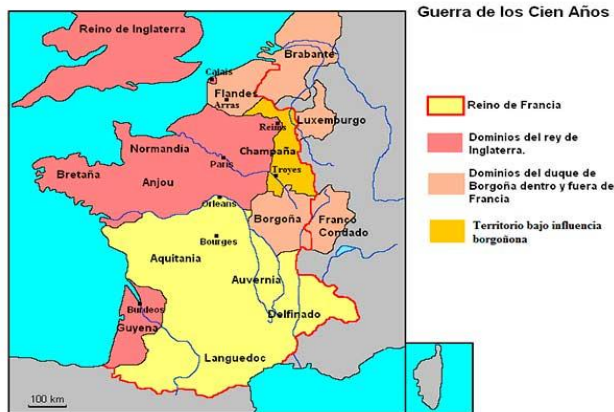 Guerra de los Cien Años
Reino de Inglaterra
Brabante
Calais
Flandes
Arras
Luxemburgo
Reims
Normandía
Champaña
Paris
Bretaña
Troyes
Anjou
Orleans
Borgoña
Franco
Condado
Bourges
Aquitania
Auvernia
Delfinado
Burdeos
Guyena
Languedoc
100 km
Reino de Francia
Dominios del rey de
Inglaterra.
Dominios del duque de
Borgoña dentro y fuera de
Francia
Territorio bajo influencia
borgoñona